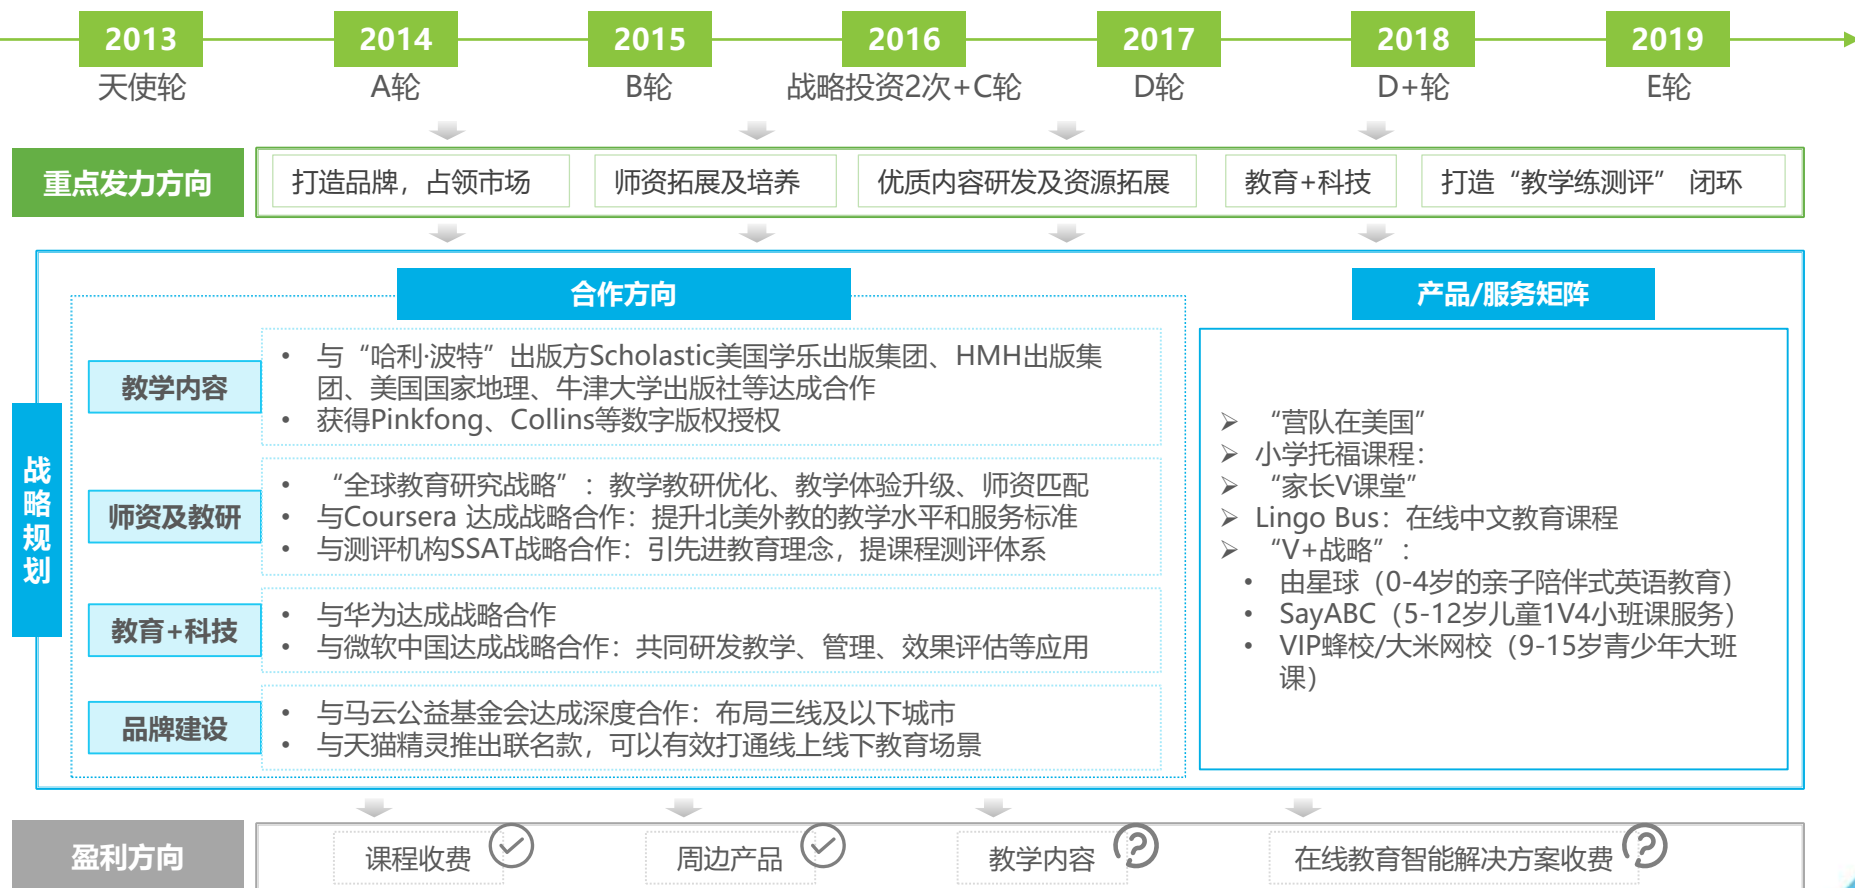 2013
2014
2015
2016
2017
2018
2019
天使轮
A轮
B轮
战略投资2次+C轮
D轮
D+轮
E轮
重点发力方向
打造品牌，占领市场
师资拓展及培养
优质内容研发及资源拓展
教育+科技
打造“教学练测评” 闭环
战略规划
合作方向
教学内容
• 与“哈利·波特”出版方Scholastic美国学乐出版集团、HMH出版集
团、美国国家地理、牛津大学出版社等达成合作
• 获得Pinkfong、Collins等数字版权授权
师资及教研
• “全球教育研究战略”：教学教研优化、教学体验升级、师资匹配
• 与Coursera 达成战略合作：提升北美外教的教学水平和服务标准
• 与测评机构SSAT战略合作：引先进教育理念，提课程测评体系
教育+科技
• 与华为达成战略合作
• 与微软中国达成战略合作：共同研发教学、管理、效果评估等应用
品牌建设
• 与马云公益基金会达成深度合作：布局三线及以下城市
• 与天猫精灵推出联名款，可以有效打通线上线下教育场景
产品/服务矩阵
➢ “营队在美国”
➢ 小学托福课程：
➢ “家长V课堂”
➢ Lingo Bus：在线中文教育课程
➢ “V+战略”：
• 由星球（0-4岁的亲子陪伴式英语教育）
• SayABC（5-12岁儿童1V4小班课服务）
• VIP蜂校/大米网校（9-15岁青少年大班
课）
盈利方向
课程收费
周边产品
教学内容
在线教育智能解决方案收费